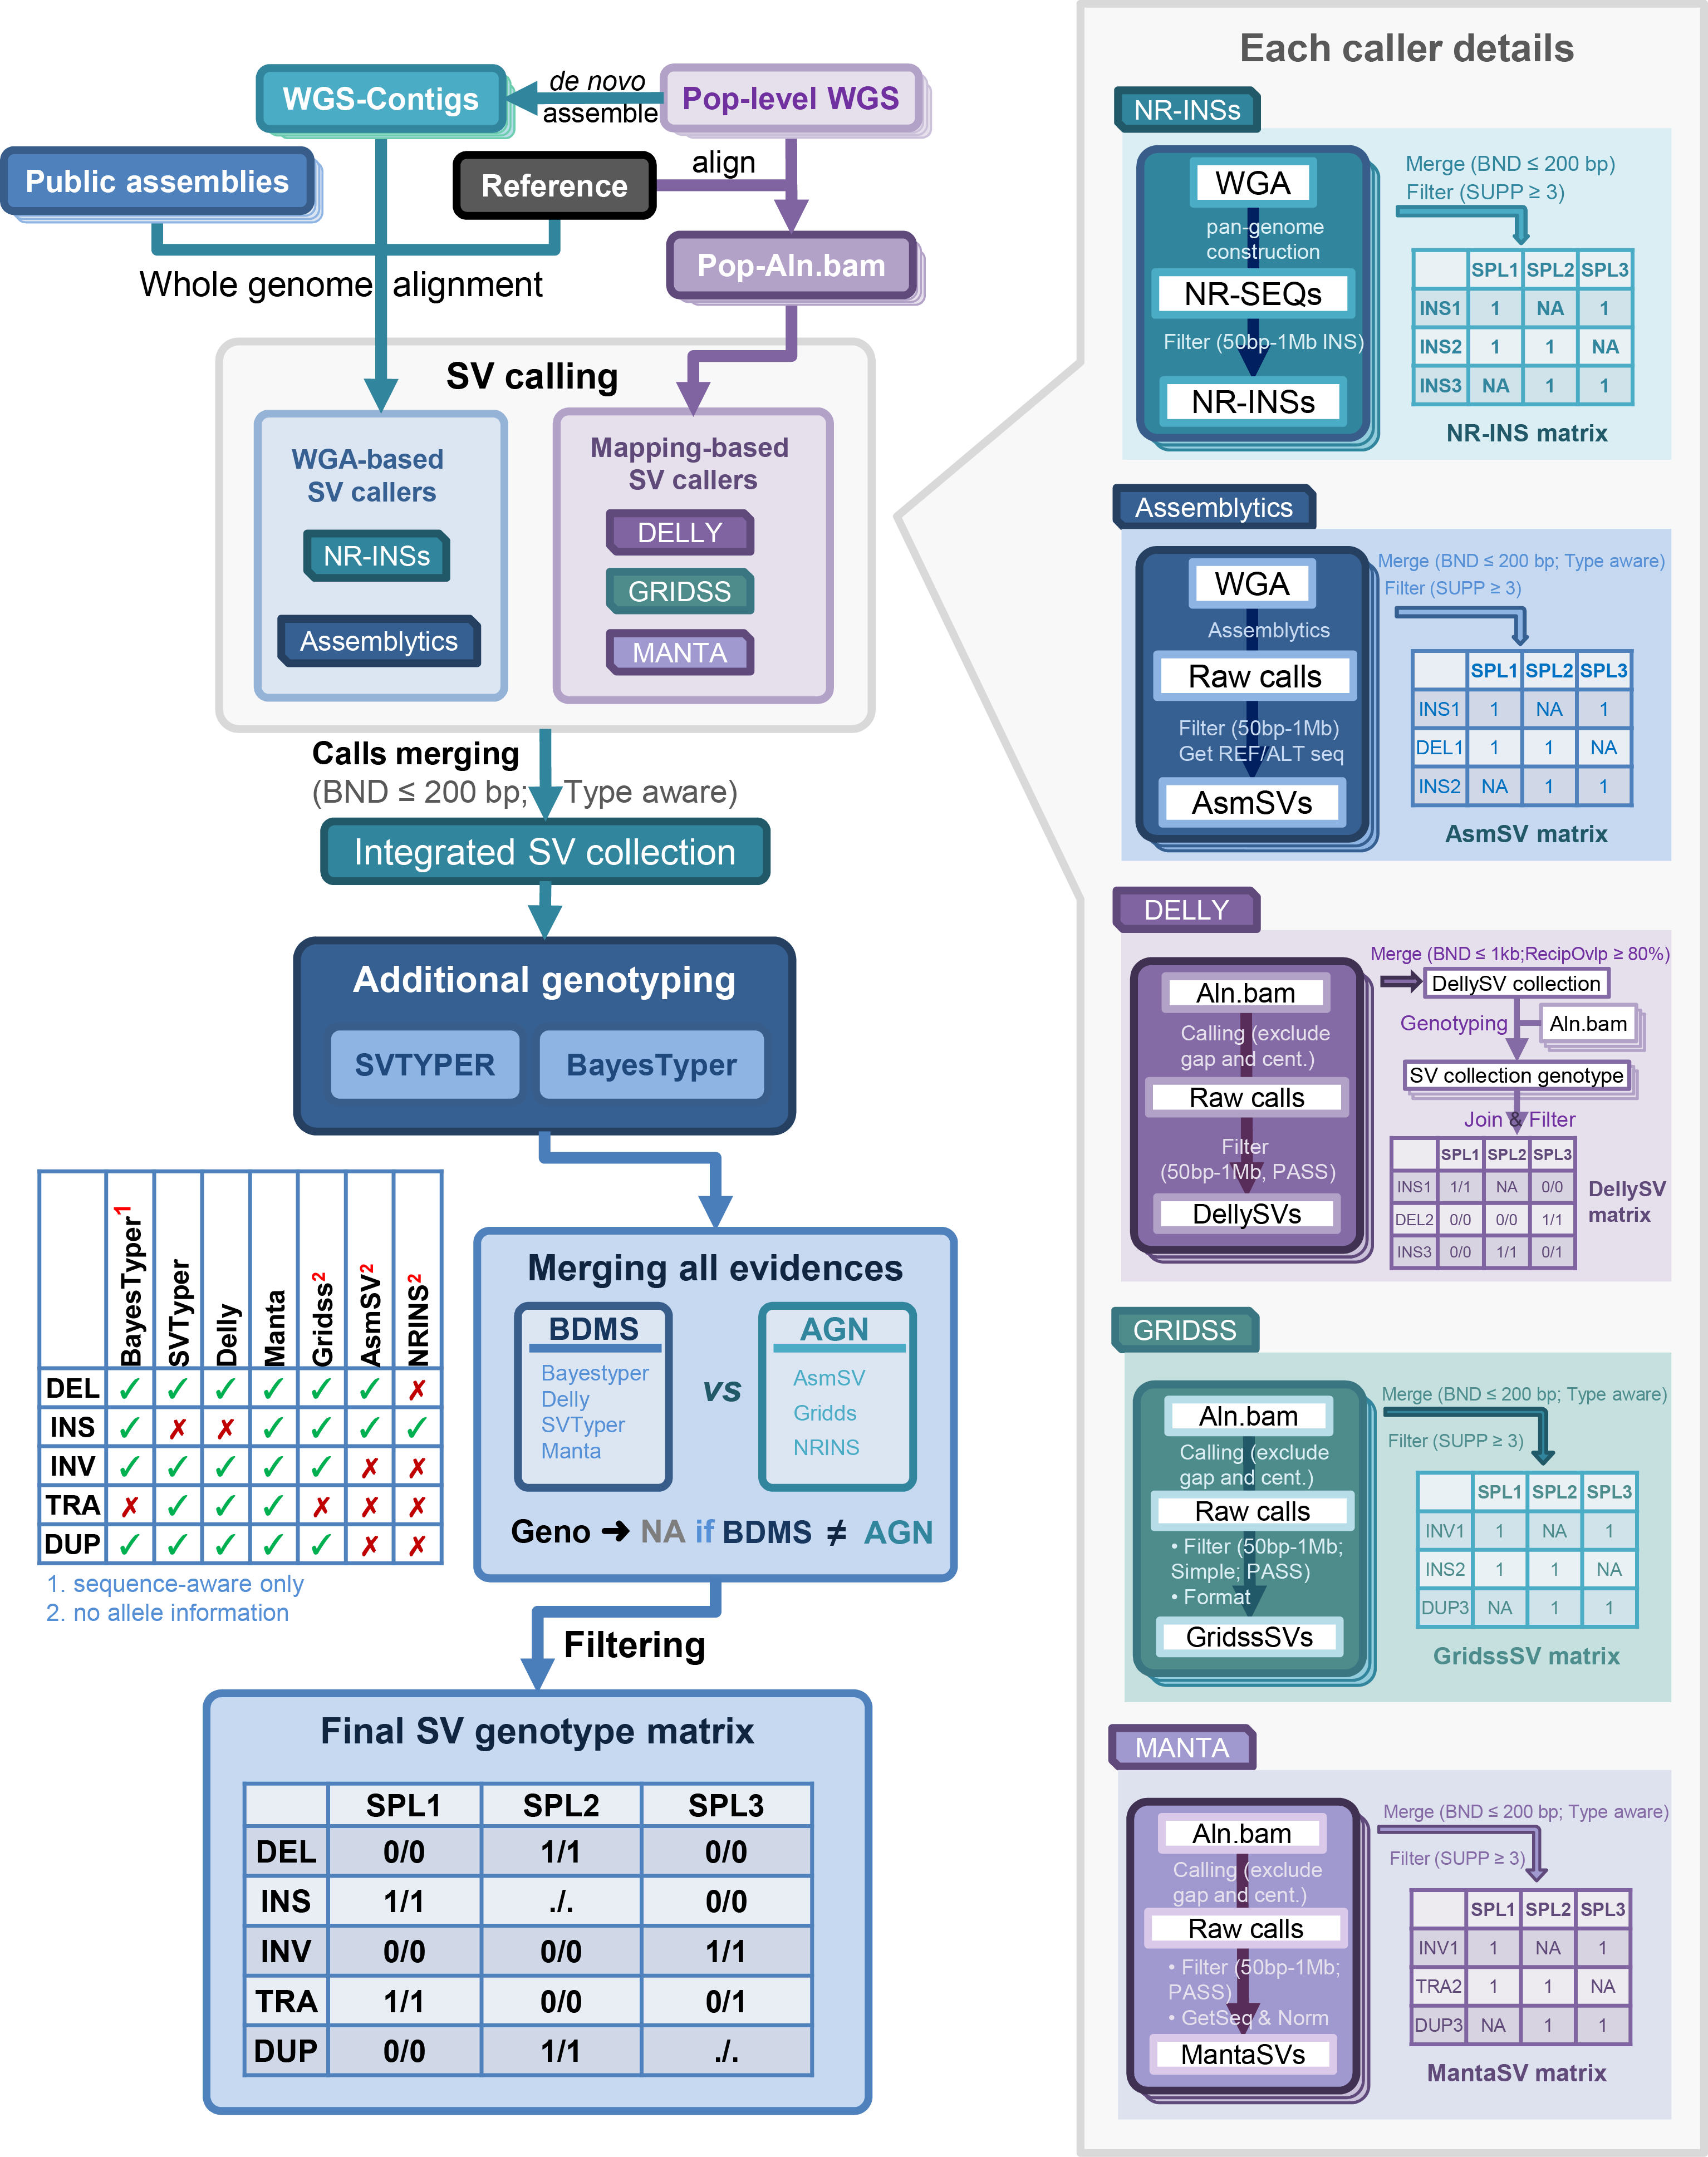 WGS-Contigs
de novo
assemble
Pop-level WGS
Public assemblies
Reference
align
Pop-Aln.bam
Whole genome alignment
SV calling
WGA-based
SV callers
NR-INSs
Assemblytics
Mapping-based
SV callers
DELLY
GRIDSS
MANTA
Calls merging
(BND ≤ 200 bp; Type aware)
Integrated SV collection
Additional genotyping
SVTYPER
BayesTyper
BayesTyper1
SVTyper
Delly
Manta
Gridss2
AsmSV2
NRINS2
DEL ✓ ✓ ✓ ✓ ✓ ✓ ✗
INS ✓ ✗ ✗ ✓ ✓ ✓ ✓
INV ✓ ✓ ✓ ✓ ✓ ✗ ✗
TRA ✗ ✓ ✓ ✓ ✗ ✗ ✗
DUP ✓ ✓ ✓ ✓ ✓ ✗ ✗
1. sequence-aware only
2. no allele information
Merging all evidences
BDMS
Bayestyper
Delly
SVTyper
Manta
vs
AGN
AsmSV
Gridds
NRINS
Geno ➔ NA if BDMS ≠ AGN
Filtering
Final SV genotype matrix
SPL1 SPL2 SPL3
DEL 0/0 1/1 0/0
INS 1/1 ./. 0/0
INV 0/0 0/0 1/1
TRA 1/1 0/0 0/1
DUP 0/0 1/1 ./.
Each caller details
NR-INSs
WGA
pan-genome
construction
NR-SEQs
Filter (50bp-1Mb INS)
NR-INSs
Merge (BND ≤ 200 bp)
Filter (SUPP ≥ 3)
SPL1 SPL2 SPL3
INS1 1 NA 1
INS2 1 1 NA
INS3 NA 1 1
NR-INS matrix
Assemblytics
WGA
Assemblytics
Raw calls
Filter (50bp-1Mb)
Get REF/ALT seq
AsmSVs
Merge (BND ≤ 200 bp; Type aware)
Filter (SUPP ≥ 3)
SPL1 SPL2 SPL3
INS1 1 NA 1
DEL1 1 1 NA
INS2 NA 1 1
AsmSV matrix
DELLY
Aln.bam
Calling (exclude
gap and cent.)
Raw calls
Filter
(50bp-1Mb, PASS)
DellySVs
Merge (BND ≤ 1kb;RecipOvlp ≥ 80%)
DellySV collection
Genotyping
Aln.bam
SV collection genotype
Join & Filter
SPL1 SPL2 SPL3
INS1 1/1 NA 0/0
DEL2 0/0 0/0 1/1
INS3 0/0 1/1 0/1
DellySV
matrix
GRIDSS
Aln.bam
Calling (exclude
gap and cent.)
Raw calls
• Filter (50bp-1Mb;
Simple; PASS)
• Format
GridssSVs
Merge (BND ≤ 200 bp; Type aware)
Filter (SUPP ≥ 3)
SPL1 SPL2 SPL3
INV1 1 NA 1
INS2 1 1 NA
DUP3 NA 1 1
GridssSV matrix
MANTA
Aln.bam
Calling (exclude
gap and cent.)
Raw calls
• Filter (50bp-1Mb;
PASS)
• GetSeq & Norm
MantaSVs
Merge (BND ≤ 200 bp; Type aware)
Filter (SUPP ≥ 3)
SPL1 SPL2 SPL3
INV1 1 NA 1
TRA2 1 1 NA
DUP3 NA 1 1
MantaSV matrix